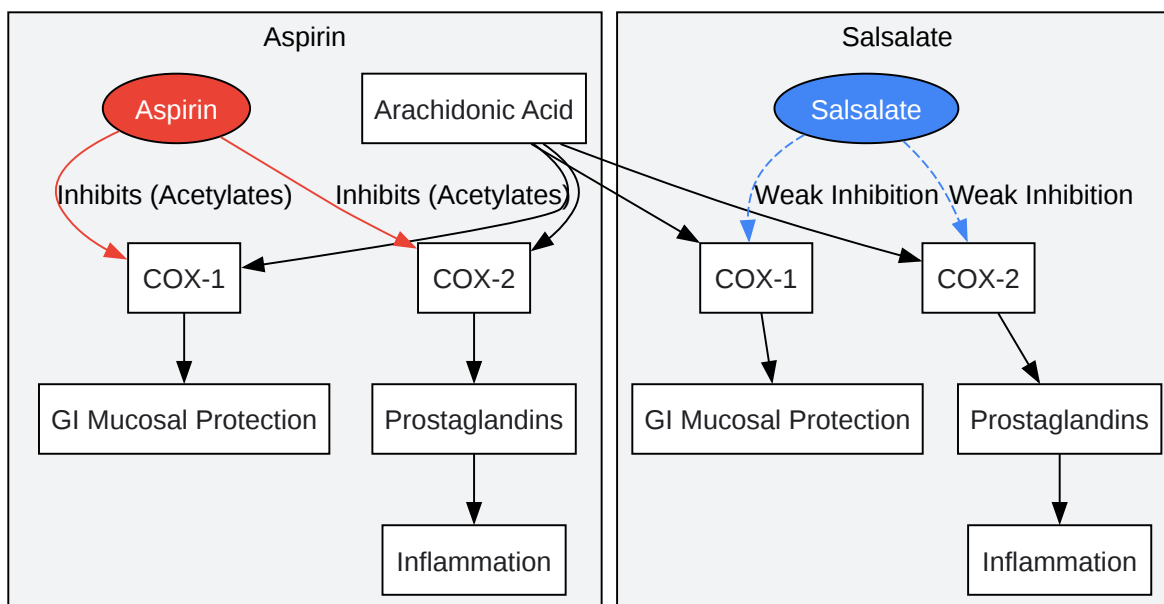 Aspirin
Salsalate
Aspirin
Arachidonic Acid
Salsalate
Inhibits (Acetylates)
Inhibits (Acetylates)
Weak Inhibition
Weak Inhibition
COX-1
COX-2
COX-1
COX-2
GI Mucosal Protection
Prostaglandins
GI Mucosal Protection
Prostaglandins
Inflammation
Inflammation